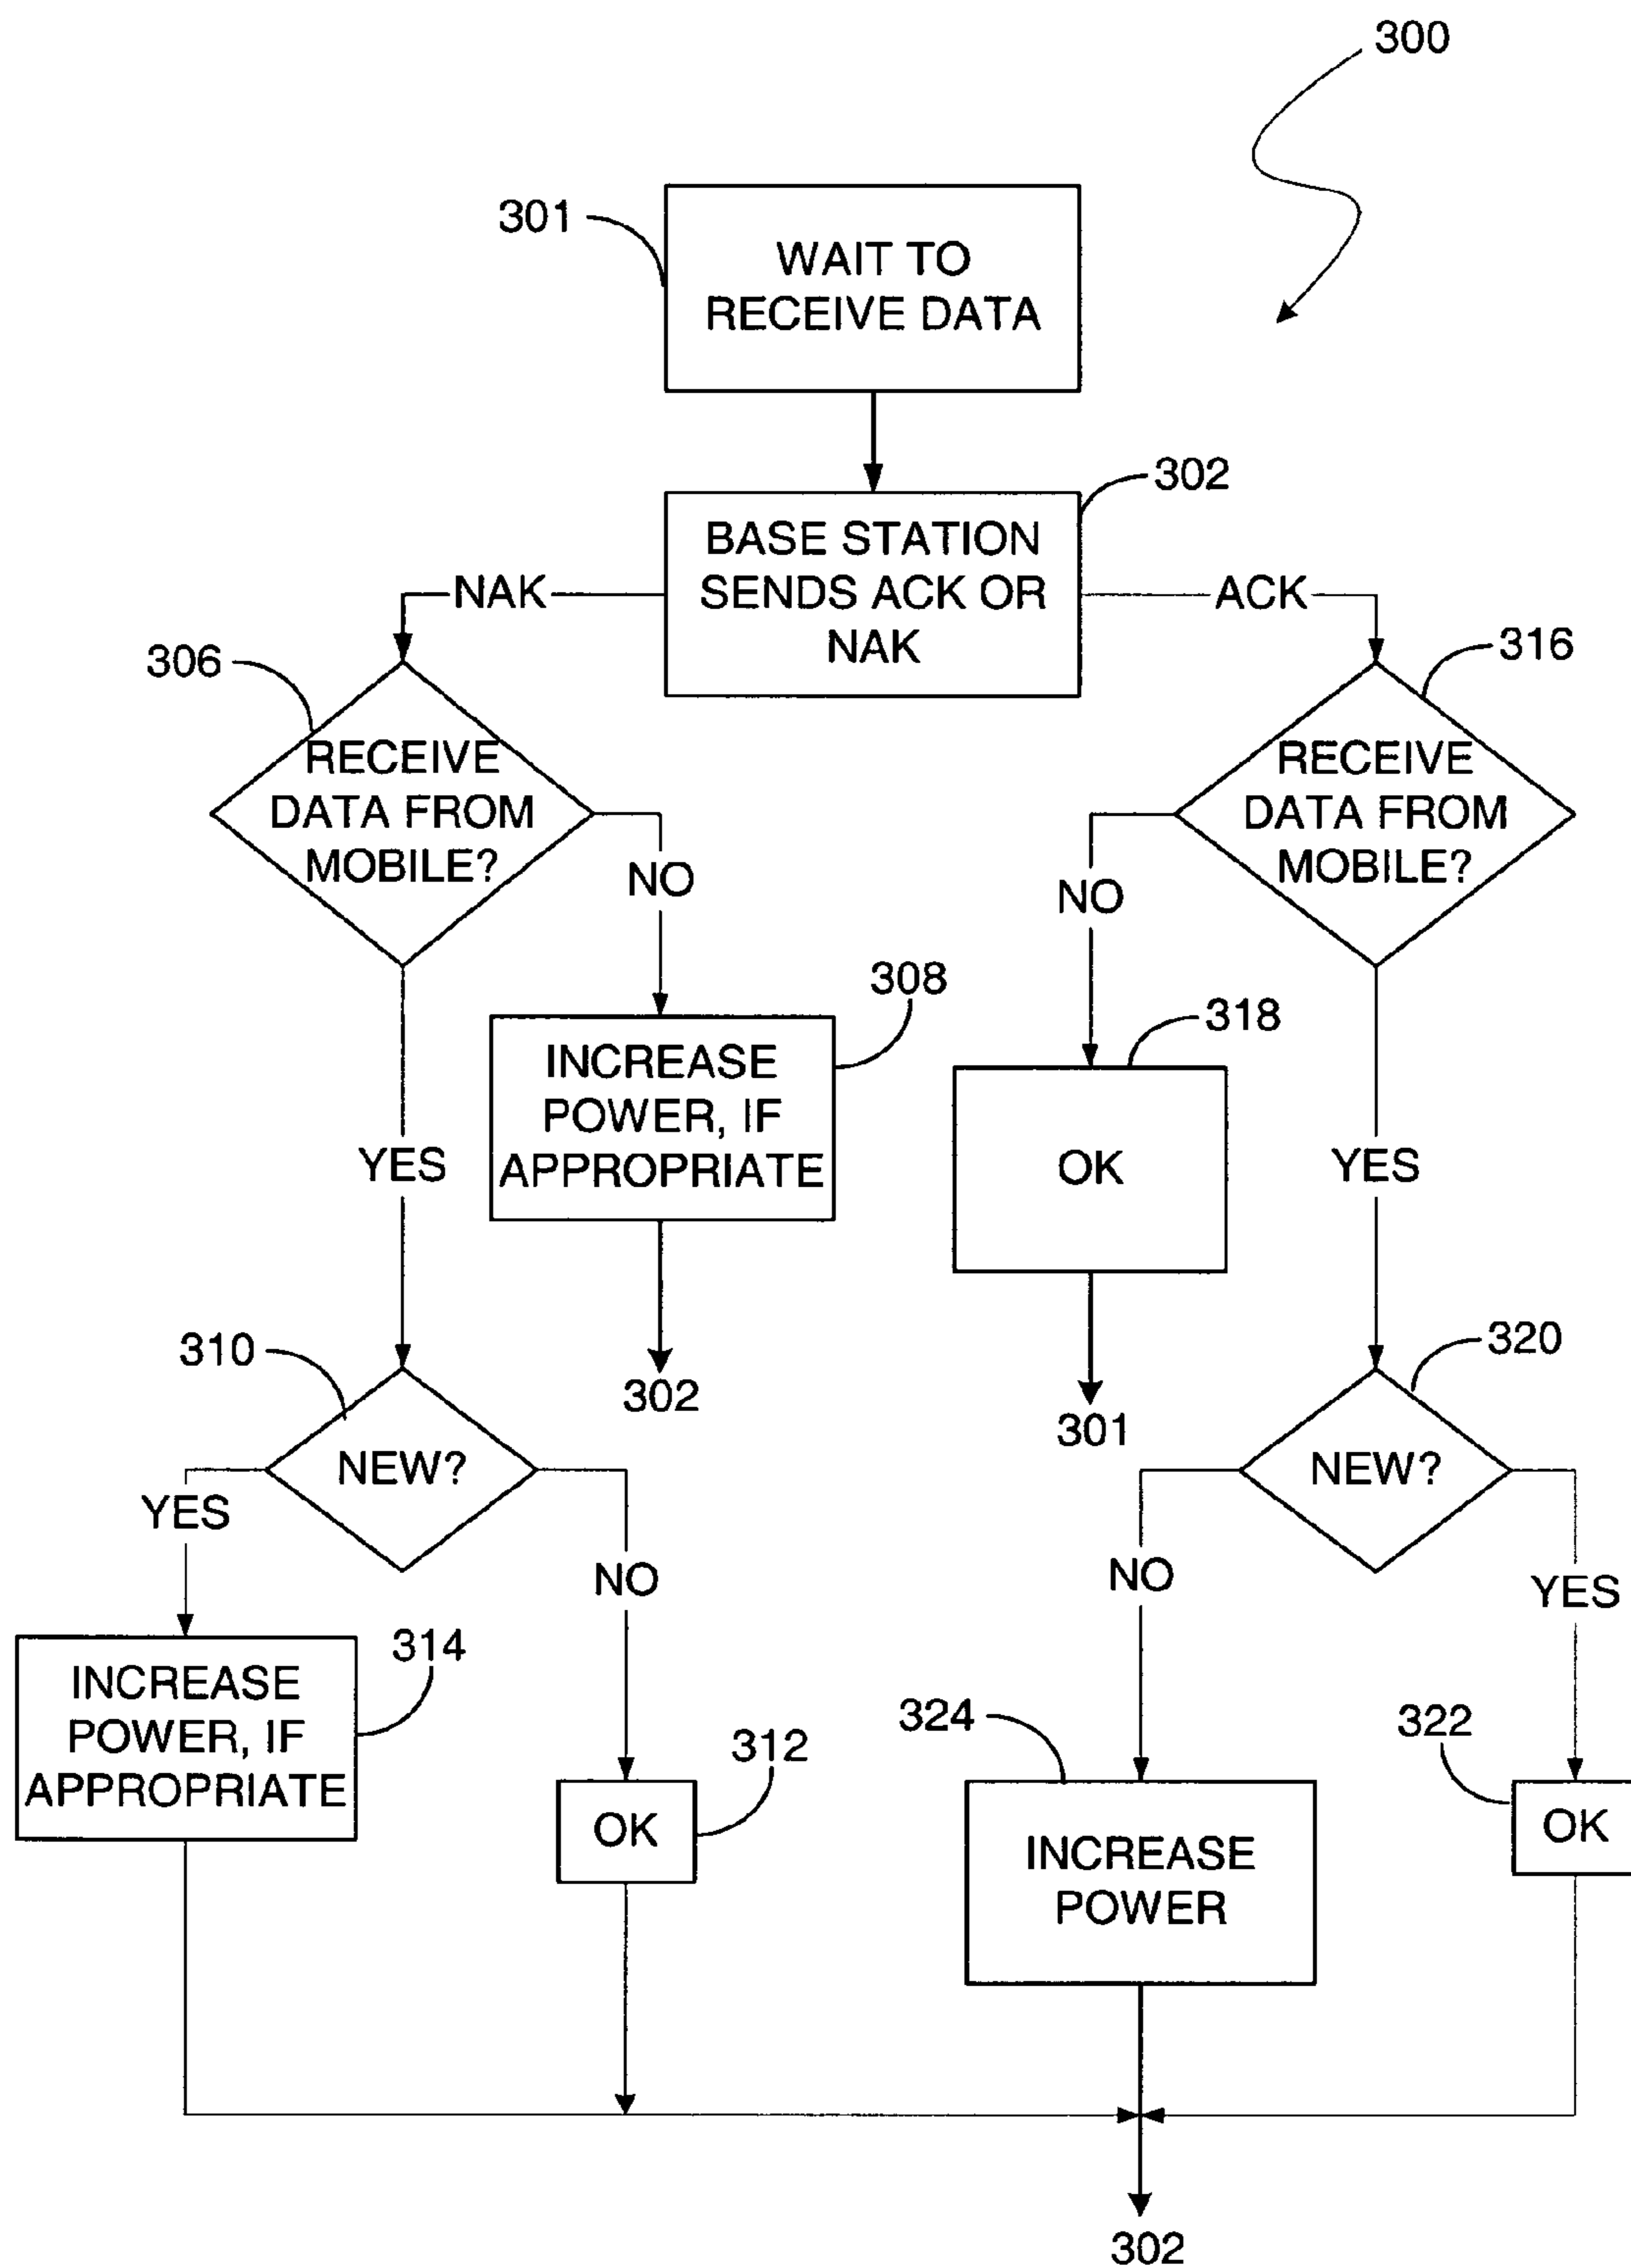 300
301
WAIT TO
RECEIVE DATA
302
BASE STATION
SENDS ACK OR
NAK
NAK
ACK
306
RECEIVE
DATA FROM
MOBILE?
316
RECEIVE
DATA FROM
MOBILE?
NO
NO
308
INCREASE
POWER, IF
APPROPRIATE
318
OK
YES
YES
302
301
310
NEW?
320
NEW?
YES
NO
NO
YES
314
INCREASE
POWER, IF
APPROPRIATE
312
OK
324
INCREASE
POWER
322
OK
302